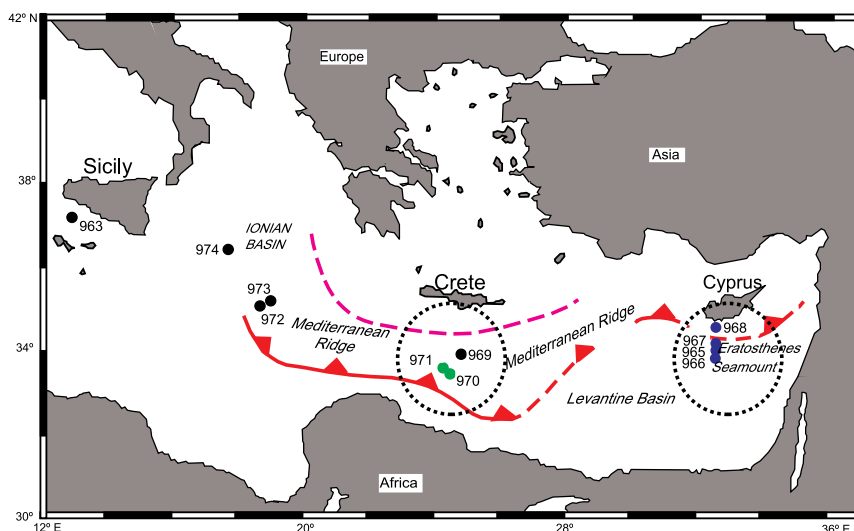 42° N
Europe
Asia
Sicily
38°
963
IONIAN
BASIN
974
973
972
Crete
Cyprus
Mediterranean
Ridge
Mediterranean Ridge
968
967
965
966
Eratosthenes
Seamount
34°
971
969
970
Levantine Basin
Africa
30°
12° E
20°
28°
36° E